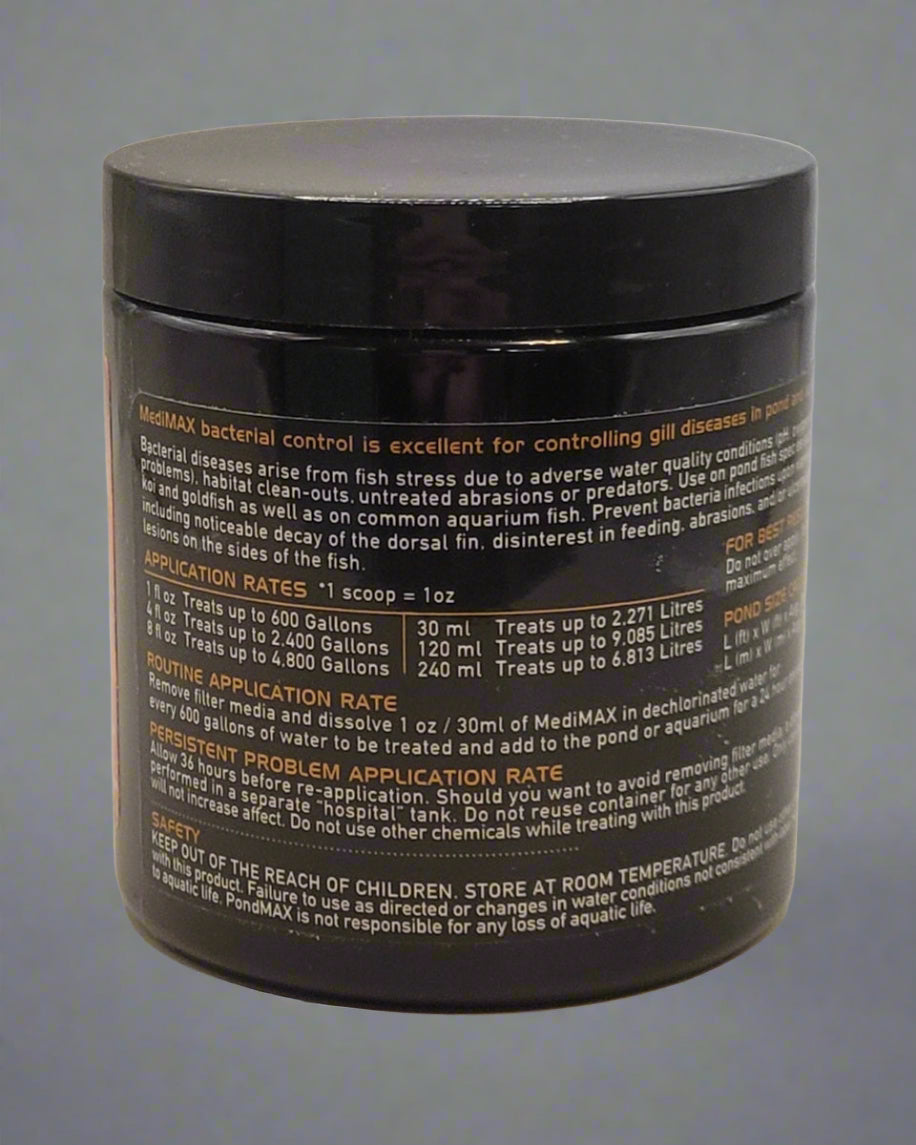 MediMAX bacterial control is excellent for controlling gill diseases in pond and
Bacterial diseases arise from fish stress due to adverse water quality conditions (pH,
problems), habitat clean-outs, untreated abrasions or predators. Use on pond fish
koi and goldfish as well as on common aquarium fish. Prevent bacteria infections upon
including noticeable decay of the dorsal fin, disinterest in feeding, abrasions, and/or
lesions on the sides of the fish.
APPLICATION RATES *1 scoop = 1oz
1 fl oz Treats up to 600 Gallons 30 ml Treats up to 2,271 Litres
4 fl oz Treats up to 2,400 Gallons 120 ml Treats up to 9,085 Litres
8 fl oz Treats up to 4,800 Gallons 240 ml Treats up to 6,813 Litres
ROUTINE APPLICATION RATE
Remove filter media and dissolve 1 oz / 30ml of MediMAX in dechlorinated water for
every 600 gallons of water to be treated and add to the pond or aquarium for a 24 hour
PERSISTENT PROBLEM APPLICATION RATE
Allow 36 hours before re-application. Should you want to avoid removing filter media,
performed in a separate "hospital" tank. Do not reuse container for any other use. Only
will not increase affect. Do not use other chemicals while treating with this product.
SAFETY
KEEP OUT OF THE REACH OF CHILDREN. STORE AT ROOM TEMPERATURE. Do not use
with this product. Failure to use as directed or changes in water conditions not consistent with
to aquatic life. PondMAX is not responsible for any loss of aquatic life.
FOR BEST
Do not over
maximum
POND SIZE
L (ft) x W (ft) x
L (m) x W (m) x